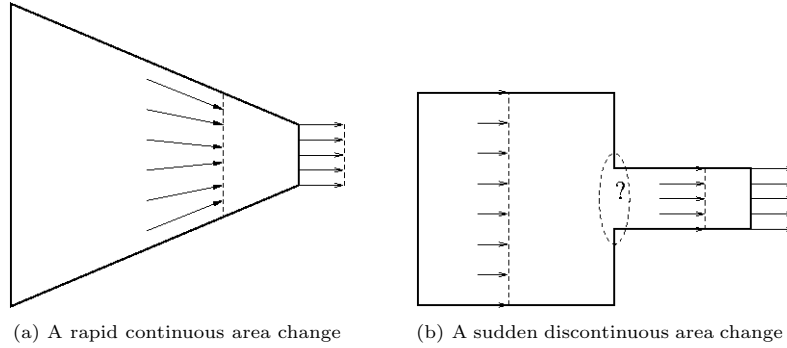 ?
(a) A rapid continuous area change
(b) A sudden discontinuous area change